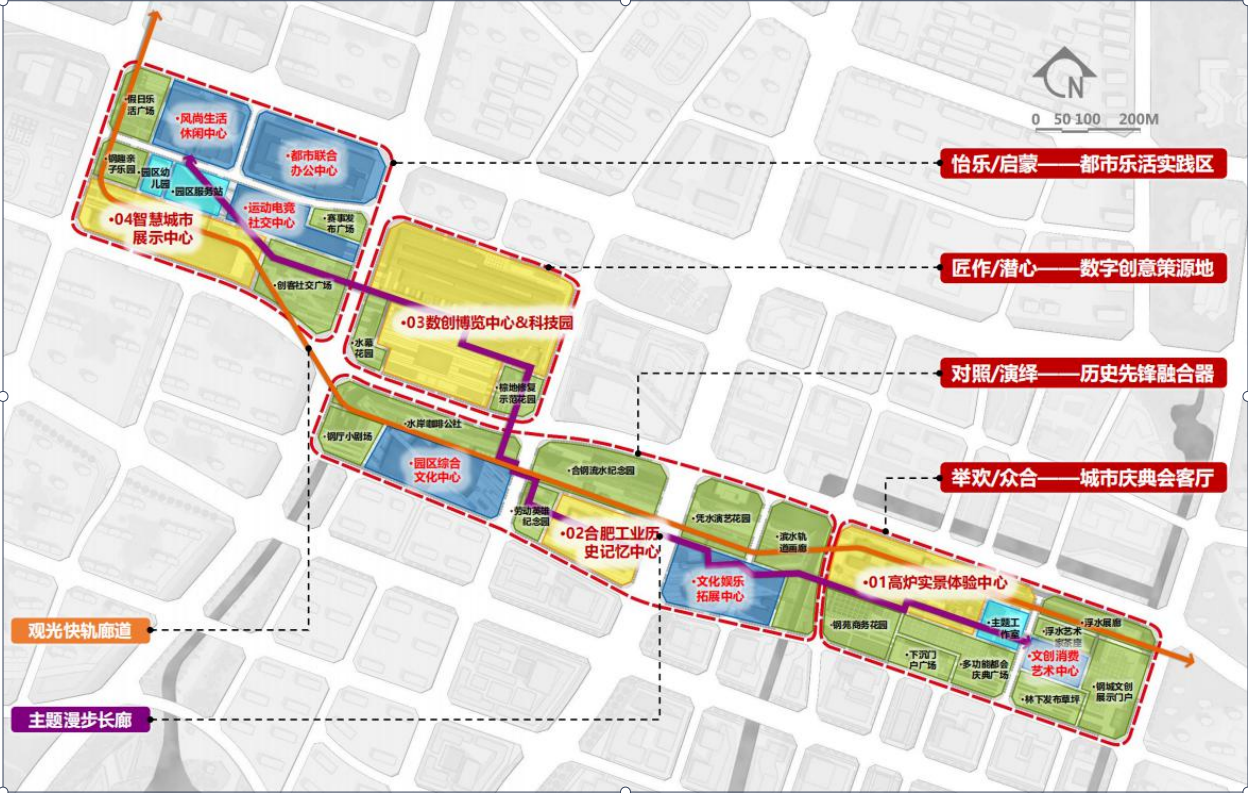 N
0 50 100 200M
怡乐/启蒙——都市乐活实践区
匠作/潜心——数字创意策源地
对照/演绎——历史先锋融合器
举欢/众合——城市庆典会客厅
观光快轨廊道
主题漫步长廊
·假日乐
活广场
·风尚生活
休闲中心
·都市联合
办公中心
·钢趣亲
子乐园
·园区幼
儿园
·园区服务站
·运动电竞
社交中心
·赛事发
布广场
·04智慧城市
展示中心
·创客社交广场
·03数创博览中心&科技园
·水幕
花园
·棕地修复
示范花园
·水岸咖啡公社
·钢厅小剧场
·园区综合
文化中心
·合钢流水纪念园
·劳动英雄
纪念园
·02合肥工业历
史记忆中心
·凭水演艺花园
·滨水轨
道画廊
·文化娱乐
拓展中心
·01高炉实景体验中心
·钢苑商务花园
·主题工
作室
·浮水艺术
家茶座
·浮水展廊
·下沉门
户广场
·多功能都会
庆典广场
·文创消费
艺术中心
·林下发布草坪
·钢城文创
展示门户